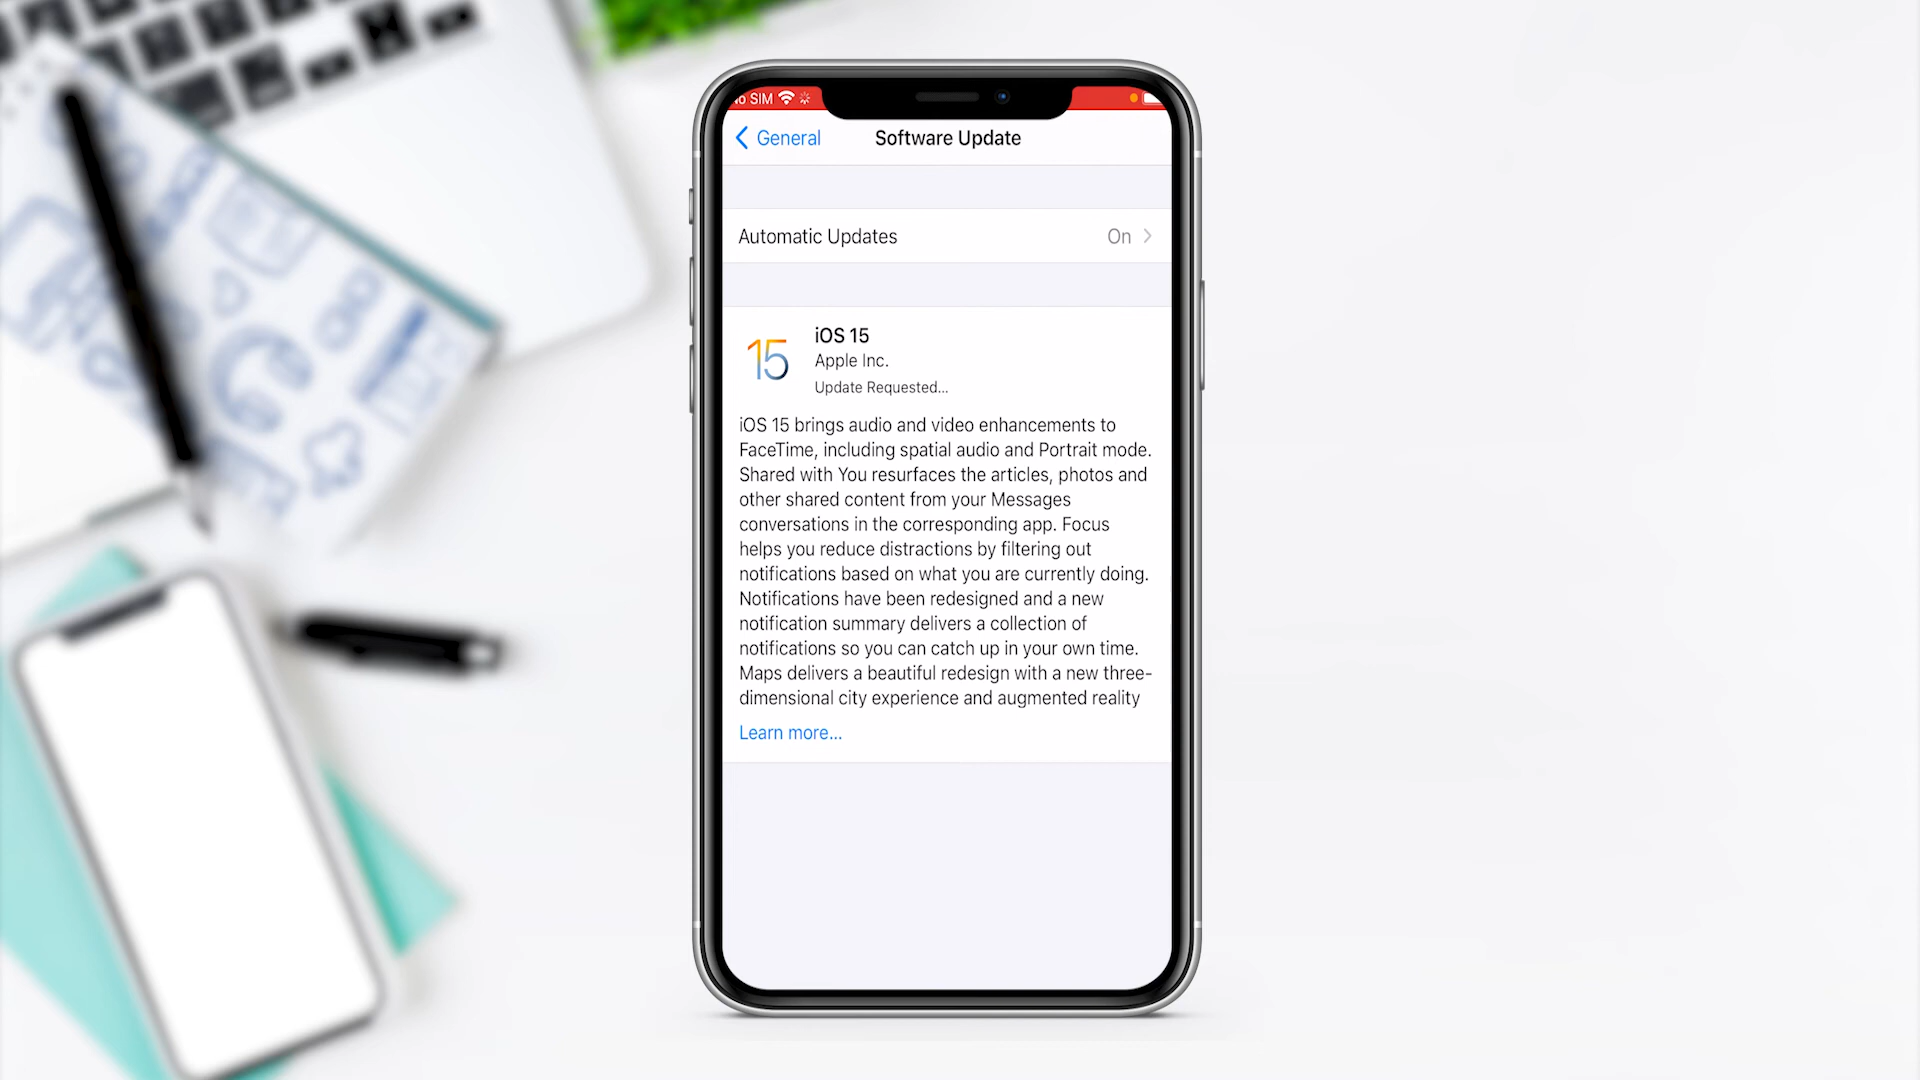 SIM
General
Software Update
Automatic Updates
On
15
iOS 15
Apple Inc.
Update Requested...
iOS 15 brings audio and video enhancements to
FaceTime, including spatial audio and Portrait mode.
Shared with You resurfaces the articles, photos and
other shared content from your Messages
conversations in the corresponding app. Focus
helps you reduce distractions by filtering out
notifications based on what you are currently doing.
Notifications have been redesigned and a new
notification summary delivers a collection of
notifications so you can catch up in your own time.
Maps delivers a beautiful redesign with a new three-
dimensional city experience and augmented reality
Learn more...